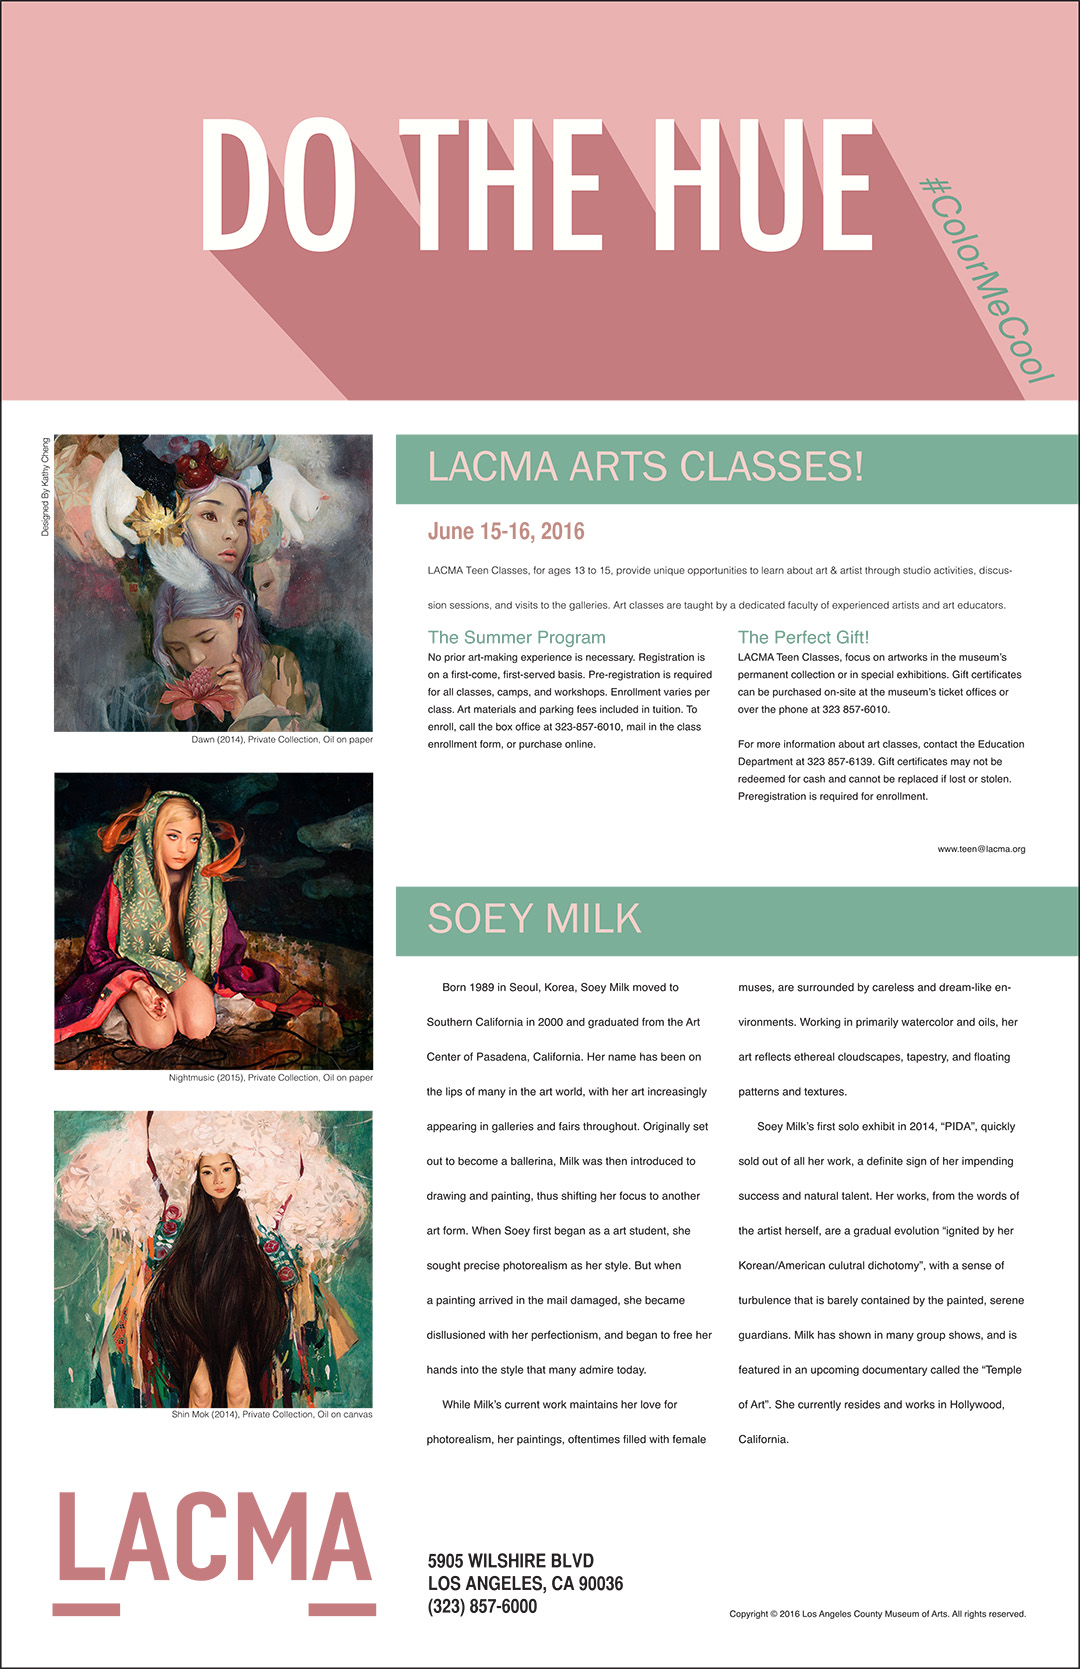 DO THE HUE
#ColorMeCool
Designed By Kathy Cheng
Dawn (2014), Private Collection, Oil on paper
Nightmusic (2015), Private Collection, Oil on paper
Shin Mok (2014), Private Collection, Oil on canvas
LACMA ARTS CLASSES!
June 15-16, 2016
LACMA Teen Classes, for ages 13 to 15, provide unique opportunities to learn about art & artist through studio activities, discus-
sion sessions, and visits to the galleries. Art classes are taught by a dedicated faculty of experienced artists and art educators.
The Summer Program
No prior art-making experience is necessary. Registration is
on a first-come, first-served basis. Pre-registration is required
for all classes, camps, and workshops. Enrollment varies per
class. Art materials and parking fees included in tuition. To
enroll, call the box office at 323-857-6010, mail in the class
enrollment form, or purchase online.
The Perfect Gift!
LACMA Teen Classes, focus on artworks in the museum's
permanent collection or in special exhibitions. Gift certificates
can be purchased on-site at the museum's ticket offices or
over the phone at 323 857-6010.
For more information about art classes, contact the Education
Department at 323 857-6139. Gift certificates may not be
redeemed for cash and cannot be replaced if lost or stolen.
Preregistration is required for enrollment.
www.teen@lacma.org
SOEY MILK
Born 1989 in Seoul, Korea, Soey Milk moved to
Southern California in 2000 and graduated from the Art
Center of Pasadena, California. Her name has been on
the lips of many in the art world, with her art increasingly
appearing in galleries and fairs throughout. Originally set
out to become a ballerina, Milk was then introduced to
drawing and painting, thus shifting her focus to another
art form. When Soey first began as a art student, she
sought precise photorealism as her style. But when
a painting arrived in the mail damaged, she became
disllusioned with her perfectionism, and began to free her
hands into the style that many admire today.
While Milk's current work maintains her love for
photorealism, her paintings, oftentimes filled with female
muses, are surrounded by careless and dream-like en-
vironments. Working in primarily watercolor and oils, her
art reflects ethereal cloudscapes, tapestry, and floating
patterns and textures.
Soey Milk's first solo exhibit in 2014, “PIDA”, quickly
sold out of all her work, a definite sign of her impending
success and natural talent. Her works, from the words of
the artist herself, are a gradual evolution “ignited by her
Korean/American culutral dichotomy”, with a sense of
turbulence that is barely contained by the painted, serene
guardians. Milk has shown in many group shows, and is
featured in an upcoming documentary called the “Temple
of Art”. She currently resides and works in Hollywood,
California.
LACMA
5905 WILSHIRE BLVD
LOS ANGELES, CA 90036
(323) 857-6000
Copyright © 2016 Los Angeles County Museum of Arts. All rights reserved.